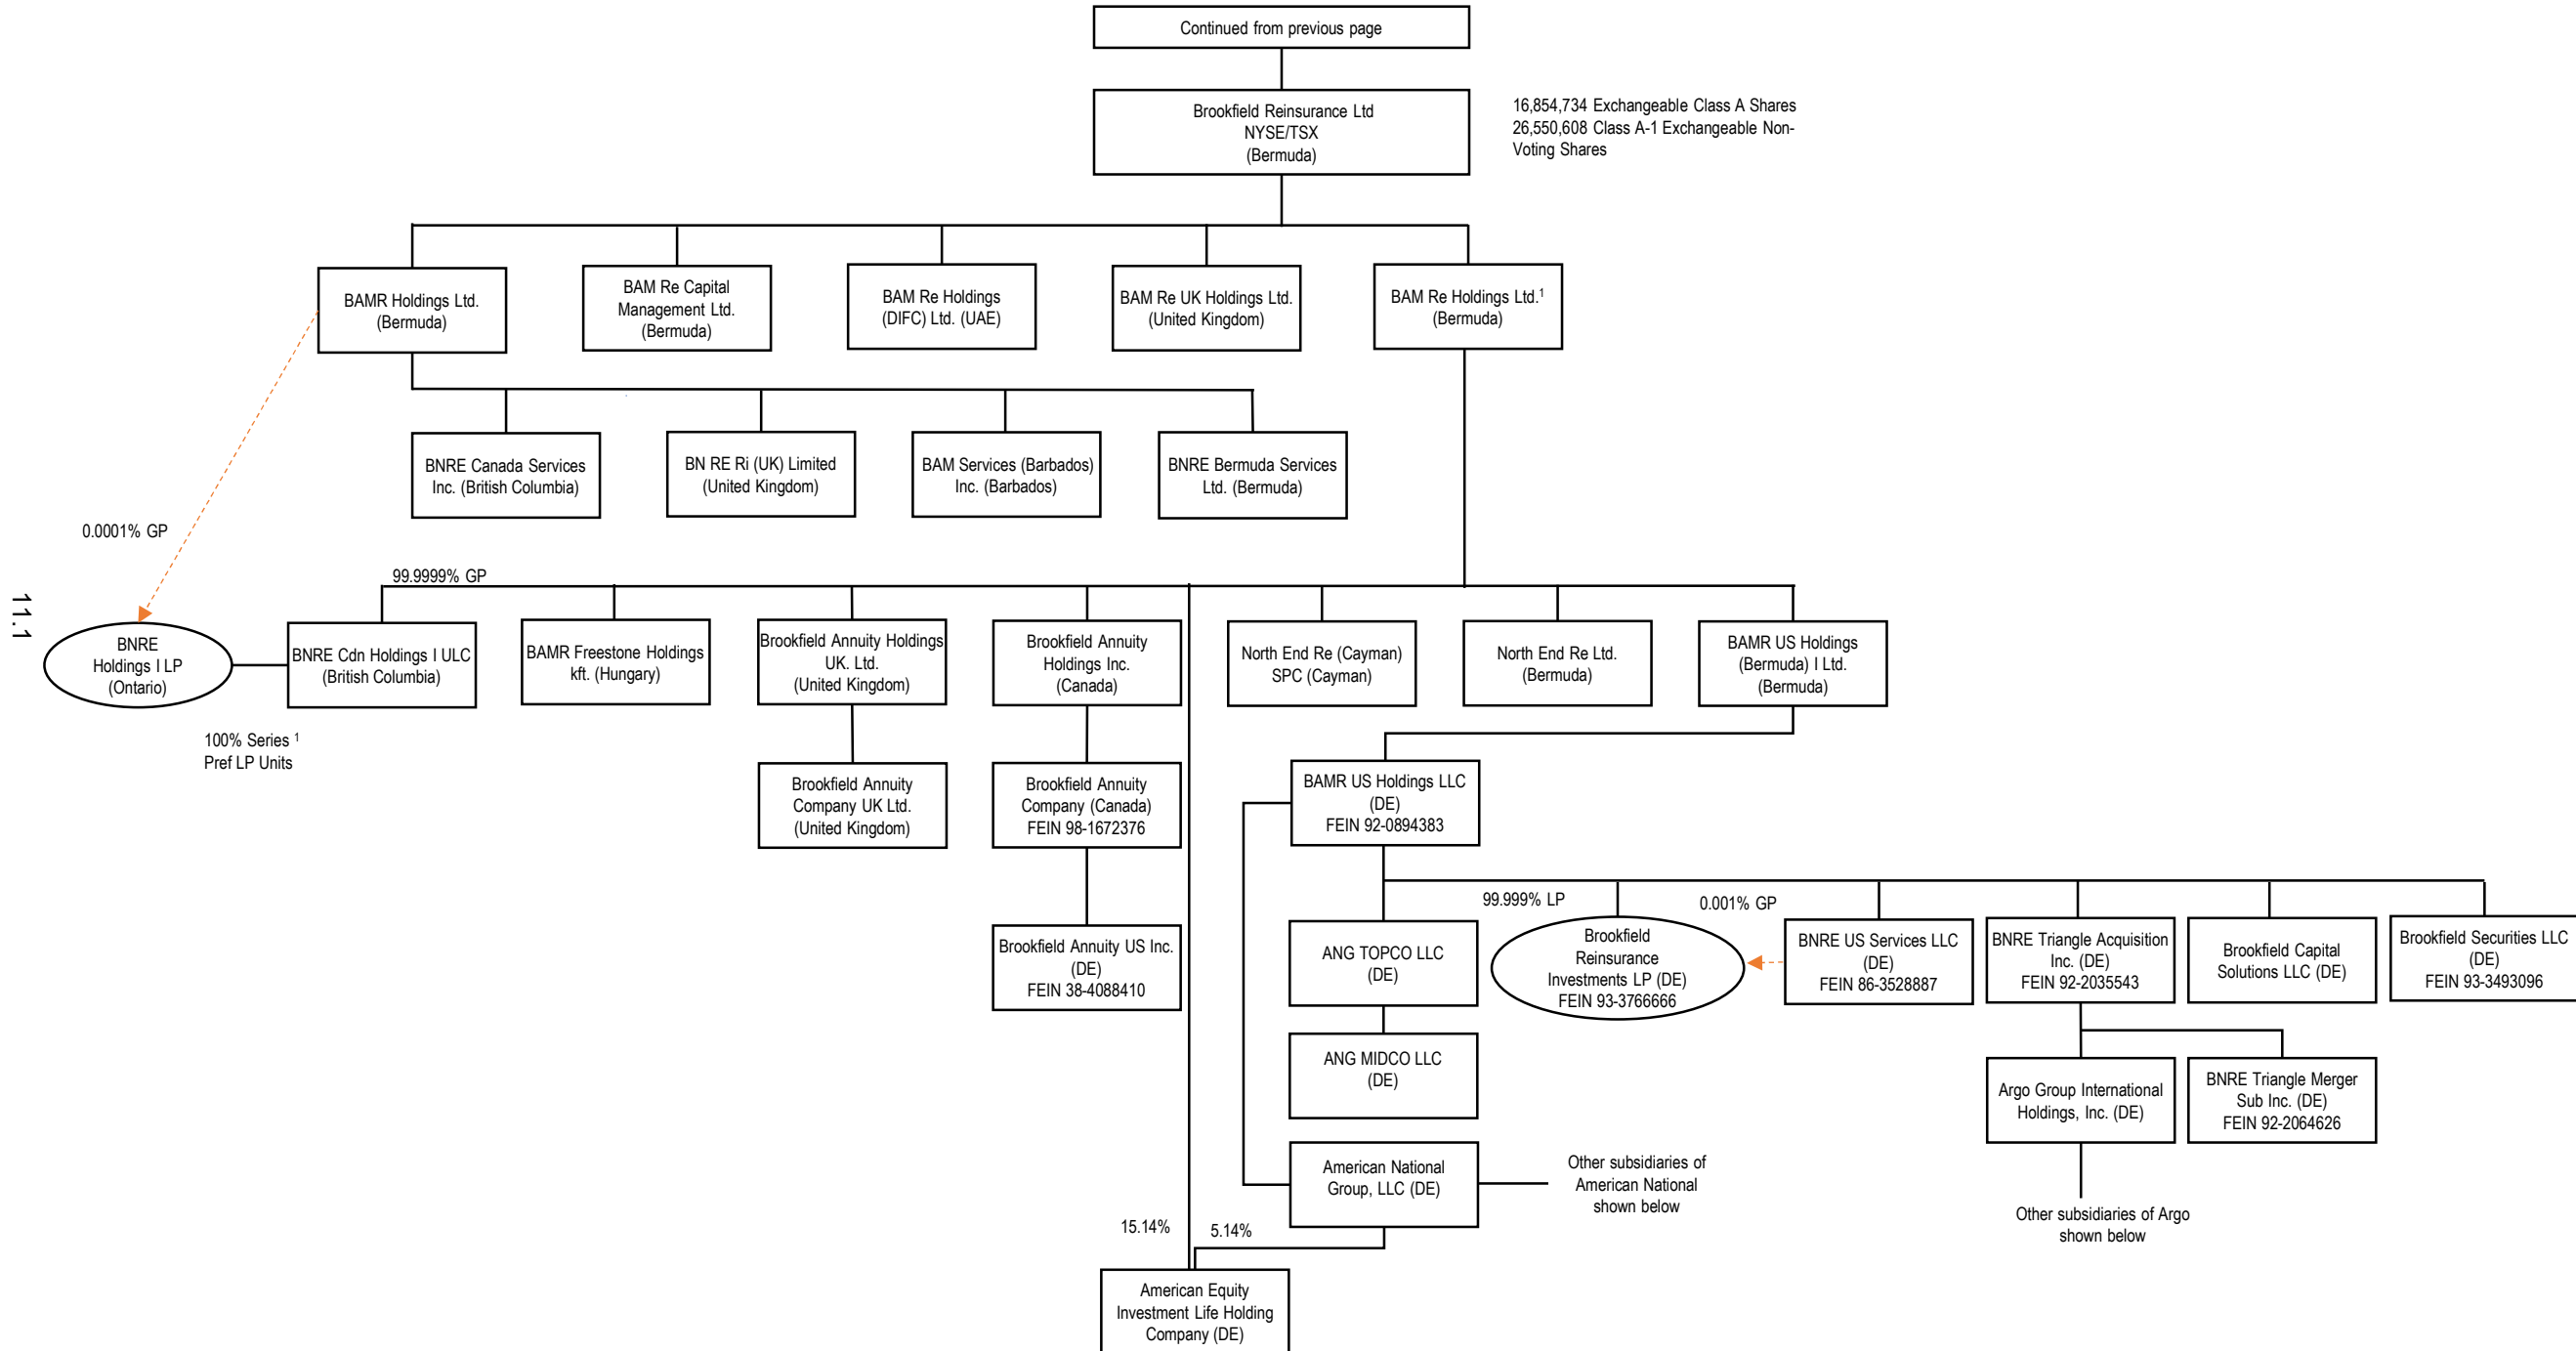 Continued from previous page
Brookfield Reinsurance Ltd
NYSE/TSX
(Bermuda)
16,854,734 Exchangeable Class A Shares
26,550,608 Class A-1 Exchangeable Non-
Voting Shares
BAMR Holdings Ltd.
(Bermuda)
BAM Re Capital
Management Ltd.
(Bermuda)
BAM Re Holdings
(DIFC) Ltd. (UAE)
BAM Re UK Holdings Ltd.
(United Kingdom)
BAM Re Holdings Ltd.1
(Bermuda)
BNRE Canada Services
Inc. (British Columbia)
BN RE Ri (UK) Limited
(United Kingdom)
BAM Services (Barbados)
Inc. (Barbados)
BNRE Bermuda Services
Ltd. (Bermuda)
0.0001% GP
99.9999% GP
11.1
BNRE
Holdings I LP
(Ontario)
BNRE Cdn Holdings I ULC
(British Columbia)
BAMR Freestone Holdings
kft. (Hungary)
Brookfield Annuity Holdings
UK. Ltd.
(United Kingdom)
Brookfield Annuity
Holdings Inc.
(Canada)
North End Re (Cayman)
SPC (Cayman)
North End Re Ltd.
(Bermuda)
BAMR US Holdings
(Bermuda) I Ltd.
(Bermuda)
100% Series 1
Pref LP Units
Brookfield Annuity
Company UK Ltd.
(United Kingdom)
Brookfield Annuity
Company (Canada)
FEIN 98-1672376
BAMR US Holdings LLC
(DE)
FEIN 92-0894383
99.999% LP
0.001% GP
Brookfield Annuity US Inc.
(DE)
FEIN 38-4088410
ANG TOPCO LLC
(DE)
Brookfield
Reinsurance
Investments LP (DE)
FEIN 93-3766666
BNRE US Services LLC
(DE)
FEIN 86-3528887
BNRE Triangle Acquisition
Inc. (DE)
FEIN 92-2035543
Brookfield Capital
Solutions LLC (DE)
Brookfield Securities LLC
(DE)
FEIN 93-3493096
ANG MIDCO LLC
(DE)
Argo Group International
Holdings, Inc. (DE)
BNRE Triangle Merger
Sub Inc. (DE)
FEIN 92-2064626
American National
Group, LLC (DE)
Other subsidiaries of
American National
shown below
Other subsidiaries of Argo
shown below
15.14%
5.14%
American Equity
Investment Life Holding
Company (DE)